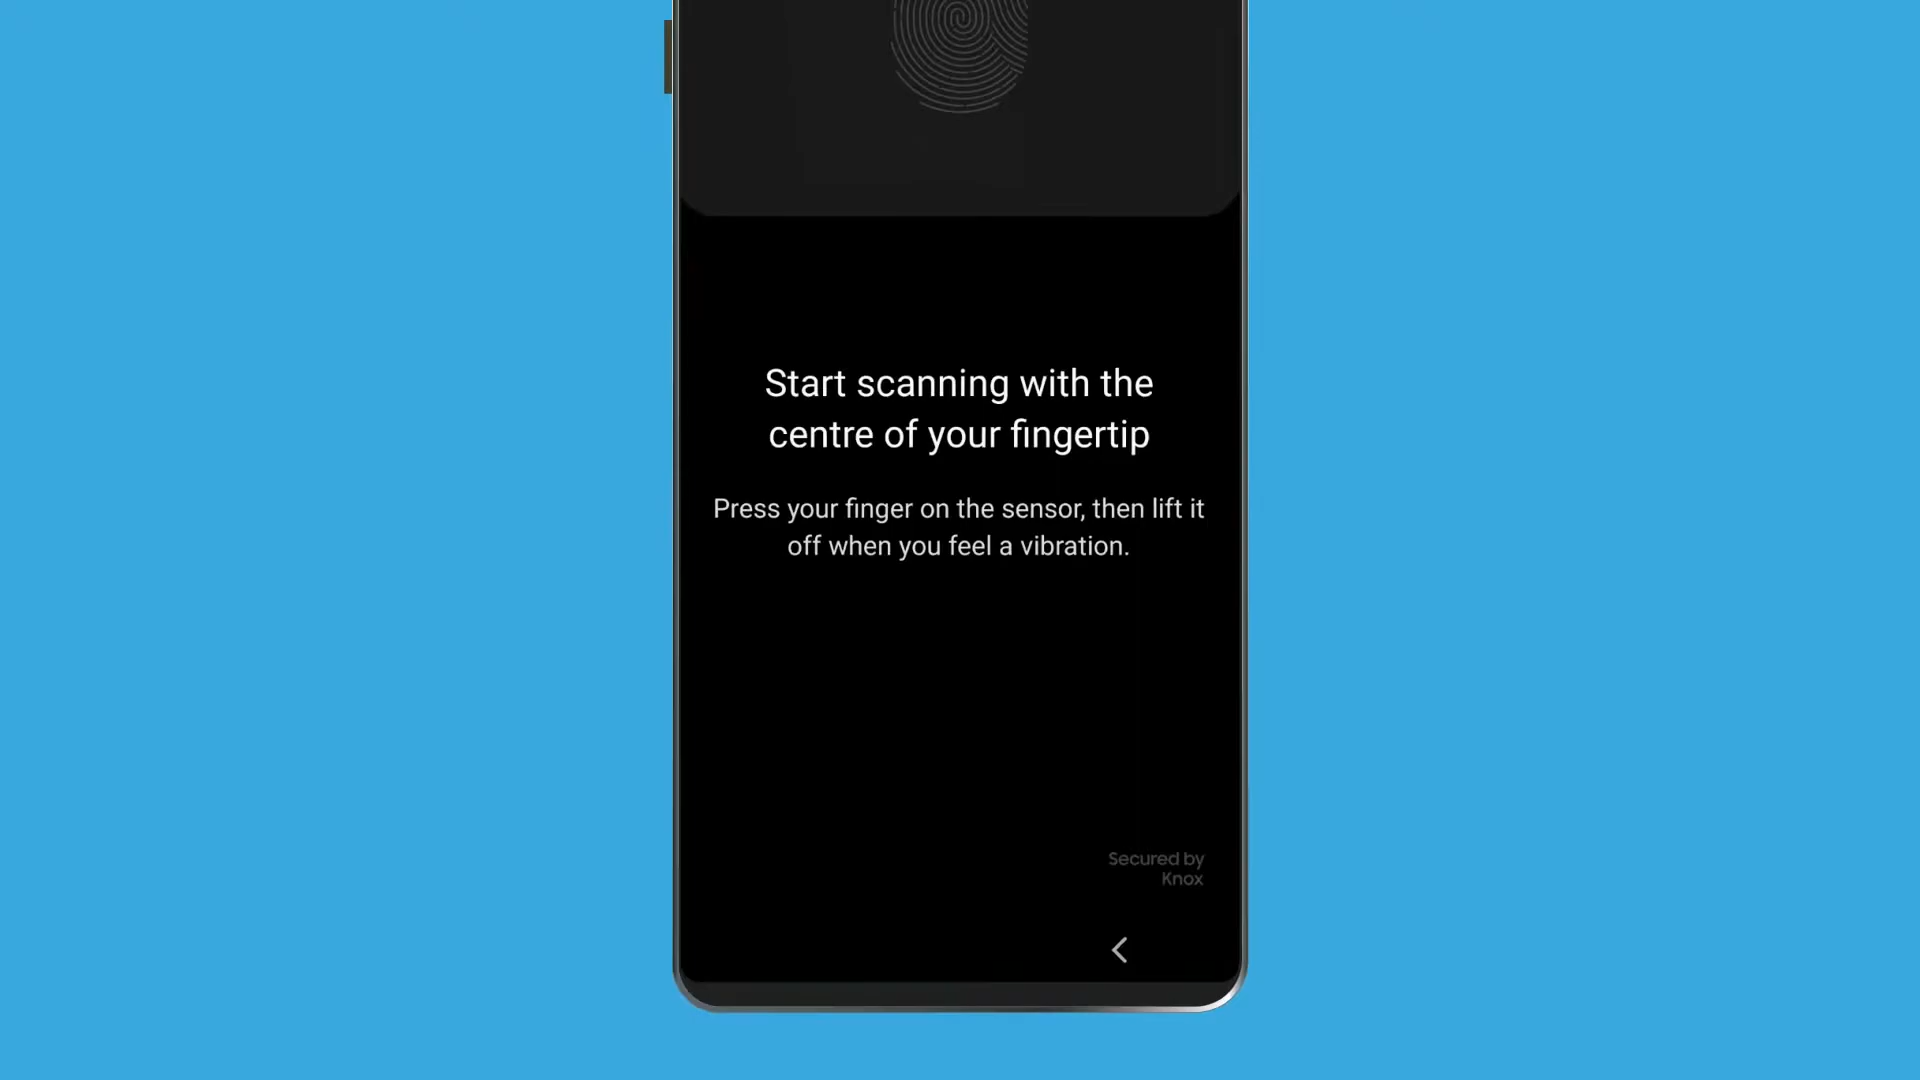 Start scanning with the
centre of your fingertip
Press your finger on the sensor, then lift it
off when you feel a vibration.
Secured by
Knox